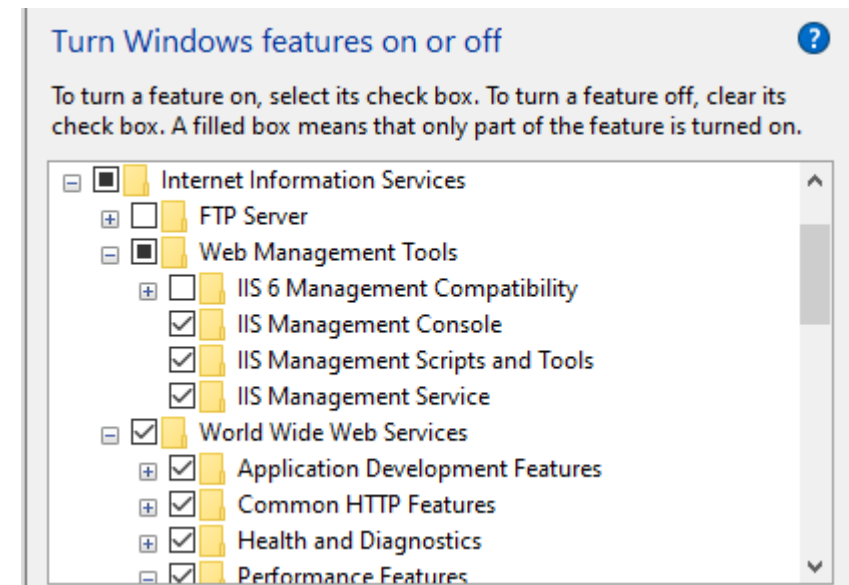 Turn Windows features on or off
?
To turn a feature on, select its check box. To turn a feature off, clear its
check box. A filled box means that only part of the feature is turned on.
Internet Information Services
FTP Server
Web Management Tools
IIS 6 Management Compatibility
IIS Management Console
IIS Management Scripts and Tools
IIS Management Service
World Wide Web Services
Application Development Features
Common HTTP Features
Health and Diagnostics
Performance Features